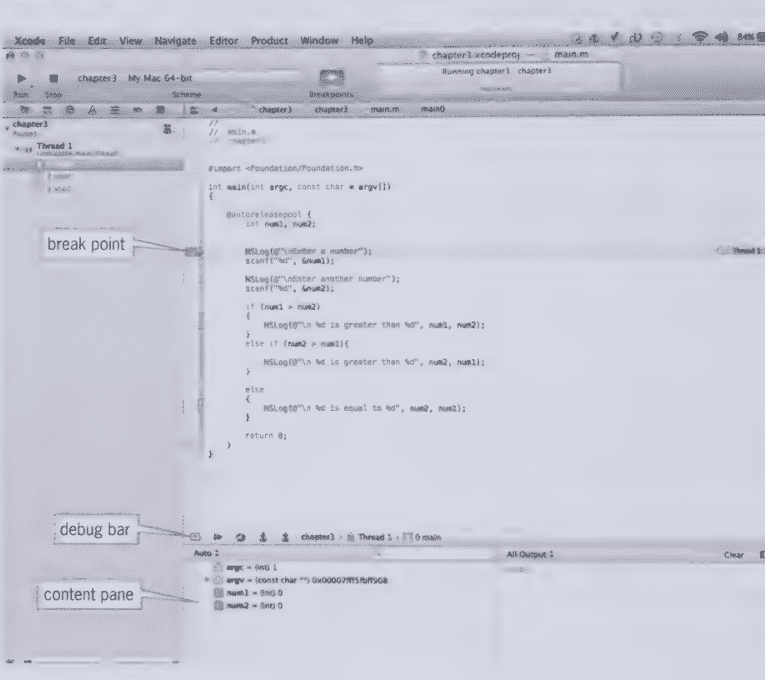 Xcode File Edit View Navigate Editor Product Window Help 84%
chapter3.xcodeproj — main.m
Running chapter3 chapter3
chapter3 My Mac 64-bit
Run Stop Scheme Breakpoints
chapter3 chapter3 main.m main()
chapter3
Paused
Thread 1
//
// main.m
// chapter3
#import <Foundation/Foundation.h>
int main(int argc, const char * argv[])
{
@autoreleasepool {
int num1, num2;
break point
NSLog(@"\nEnter a number");
Thread 1:
scanf("%d", &num1);
NSLog(@"\nEnter another number");
scanf("%d", &num2);
if (num1 > num2)
{
NSLog(@"\n %d is greater than %d", num1, num2);
}
else if (num2 > num1){
NSLog(@"\n %d is greater than %d", num2, num1);
}
else
{
NSLog(@"\n %d is equal to %d", num2, num1);
}
return 0;
}
}
debug bar
chapter3 Thread 1 0 main
Auto All Output Clear
content pane
argc = (int) 1
argv = (const char **) 0x00007fff5fbff908
num1 = (int) 0
num2 = (int) 0